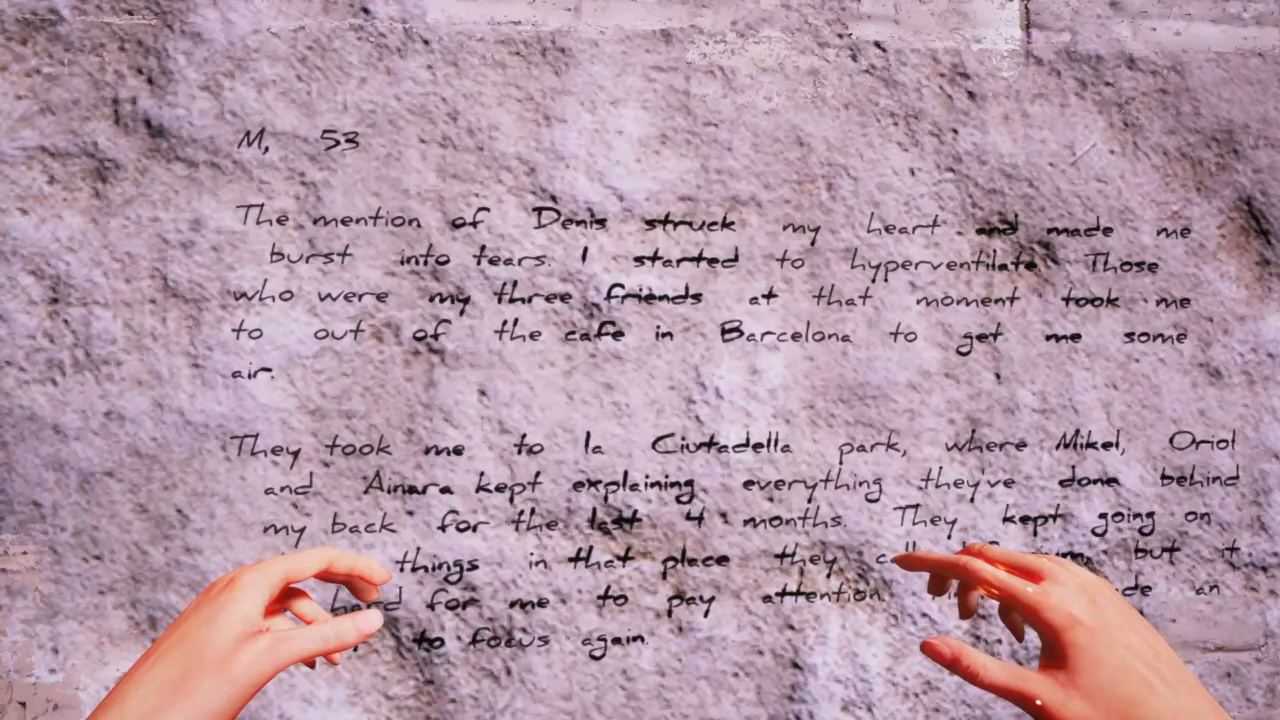 M, 53
The mention of Denis struck my heart and made me
burst into tears. I started to hyperventilate. Those
who were my three friends at that moment took me
to out of the cafe in Barcelona to get me some
air.
They took me to la Ciutadella park, where Mikel, Oriol
and Ainara kept explaining everything they've done behind
my back for the last 4 months. They kept going on
things in that place they but it
hard for me to pay attention. an
to focus again.